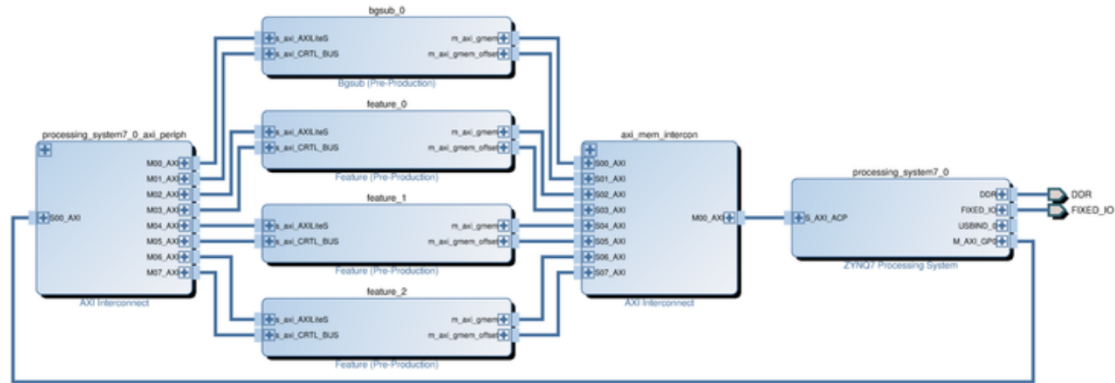 bgsub_0
s_axi_AXILiteS
m_axi_gmem
s_axi_CRTL_BUS
m_axi_gmem_offset
Bgsub (Pre-Production)
feature_0
s_axi_AXILiteS
m_axi_gmem
s_axi_CRTL_BUS
m_axi_gmem_offset
Feature (Pre-Production)
feature_1
s_axi_AXILiteS
m_axi_gmem
s_axi_CRTL_BUS
m_axi_gmem_offset
Feature (Pre-Production)
feature_2
s_axi_AXILiteS
m_axi_gmem
s_axi_CRTL_BUS
m_axi_gmem_offset
Feature (Pre-Production)
processing_system7_0_axi_periph
S00_AXI
M00_AXI
M01_AXI
M02_AXI
M03_AXI
M04_AXI
M05_AXI
M06_AXI
M07_AXI
AXI Interconnect
axi_mem_intercon
S00_AXI
S01_AXI
S02_AXI
S03_AXI
S04_AXI
S05_AXI
S06_AXI
S07_AXI
M00_AXI
AXI Interconnect
processing_system7_0
S_AXI_ACP
DDR
FIXED_IO
USBIND_0
M_AXI_GP0
ZYNQ7 Processing System
DDR
FIXED_IO